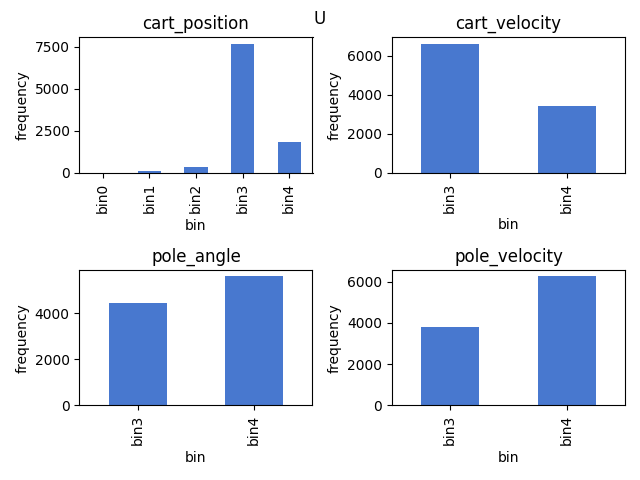 U
cart_position
frequency
7500
5000
2500
0
bin0 bin1 bin2 bin3 bin4
bin
cart_velocity
frequency
6000
4000
2000
0
bin3 bin4
bin
pole_angle
frequency
4000
2000
0
bin3 bin4
bin
pole_velocity
frequency
6000
4000
2000
0
bin3 bin4
bin